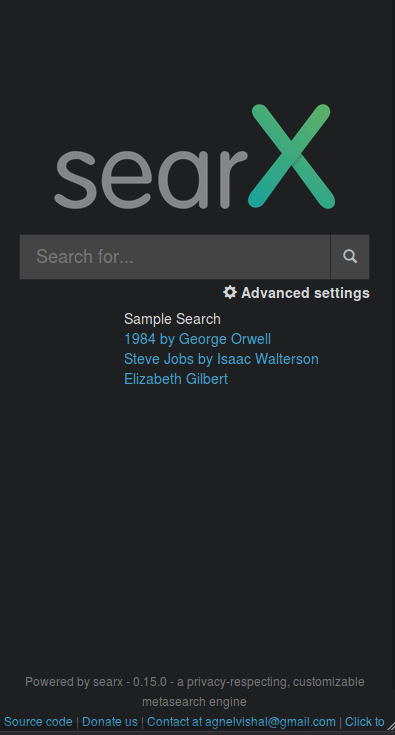 searX
Search for...
Advanced settings
Sample Search
1984 by George Orwell
Steve Jobs by Isaac Walterson
Elizabeth Gilbert
Powered by searx - 0.15.0 - a privacy-respecting, customizable
metasearch engine
Source code | Donate us | Contact at agnelvishal@gmail.com | Click to